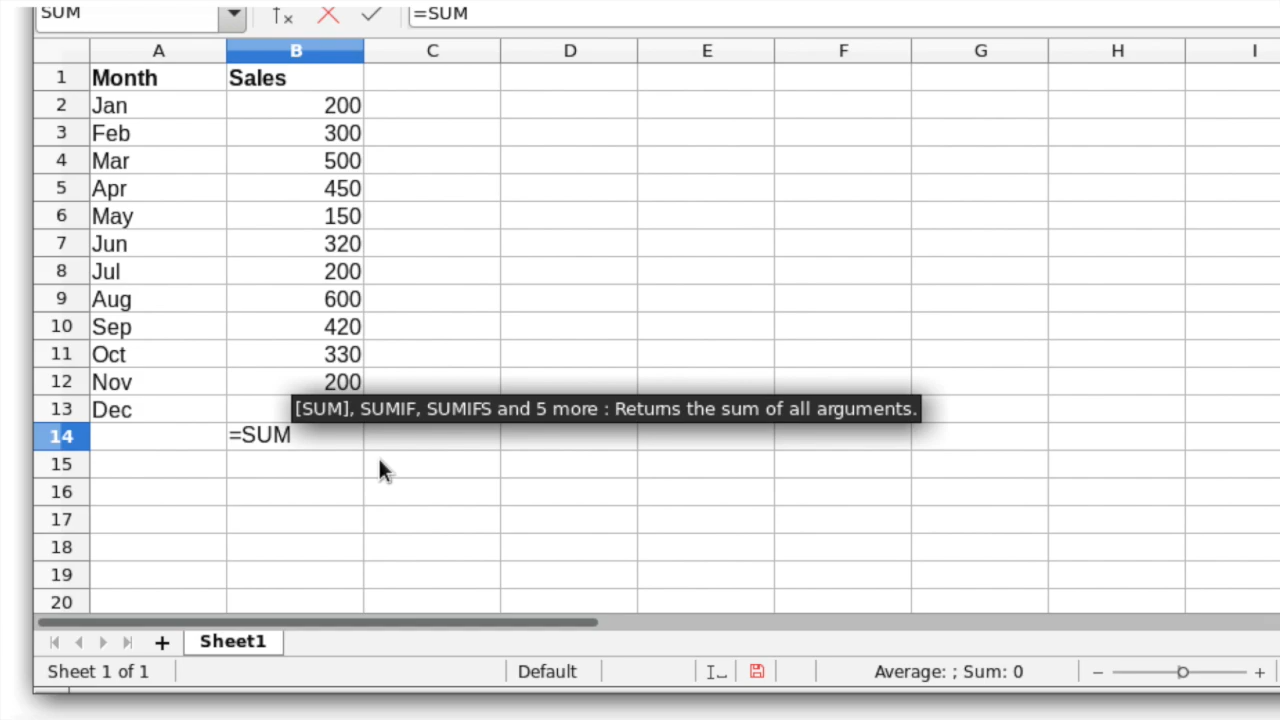 SUM =SUM
A B C D E F G H I
1 Month Sales
2 Jan 200
3 Feb 300
4 Mar 500
5 Apr 450
6 May 150
7 Jun 320
8 Jul 200
9 Aug 600
10 Sep 420
11 Oct 330
12 Nov 200
13 Dec [SUM], SUMIF, SUMIFS and 5 more : Returns the sum of all arguments.
14 =SUM
15
16
17
18
19
20
Sheet1
Sheet 1 of 1 Default Average: ; Sum: 0